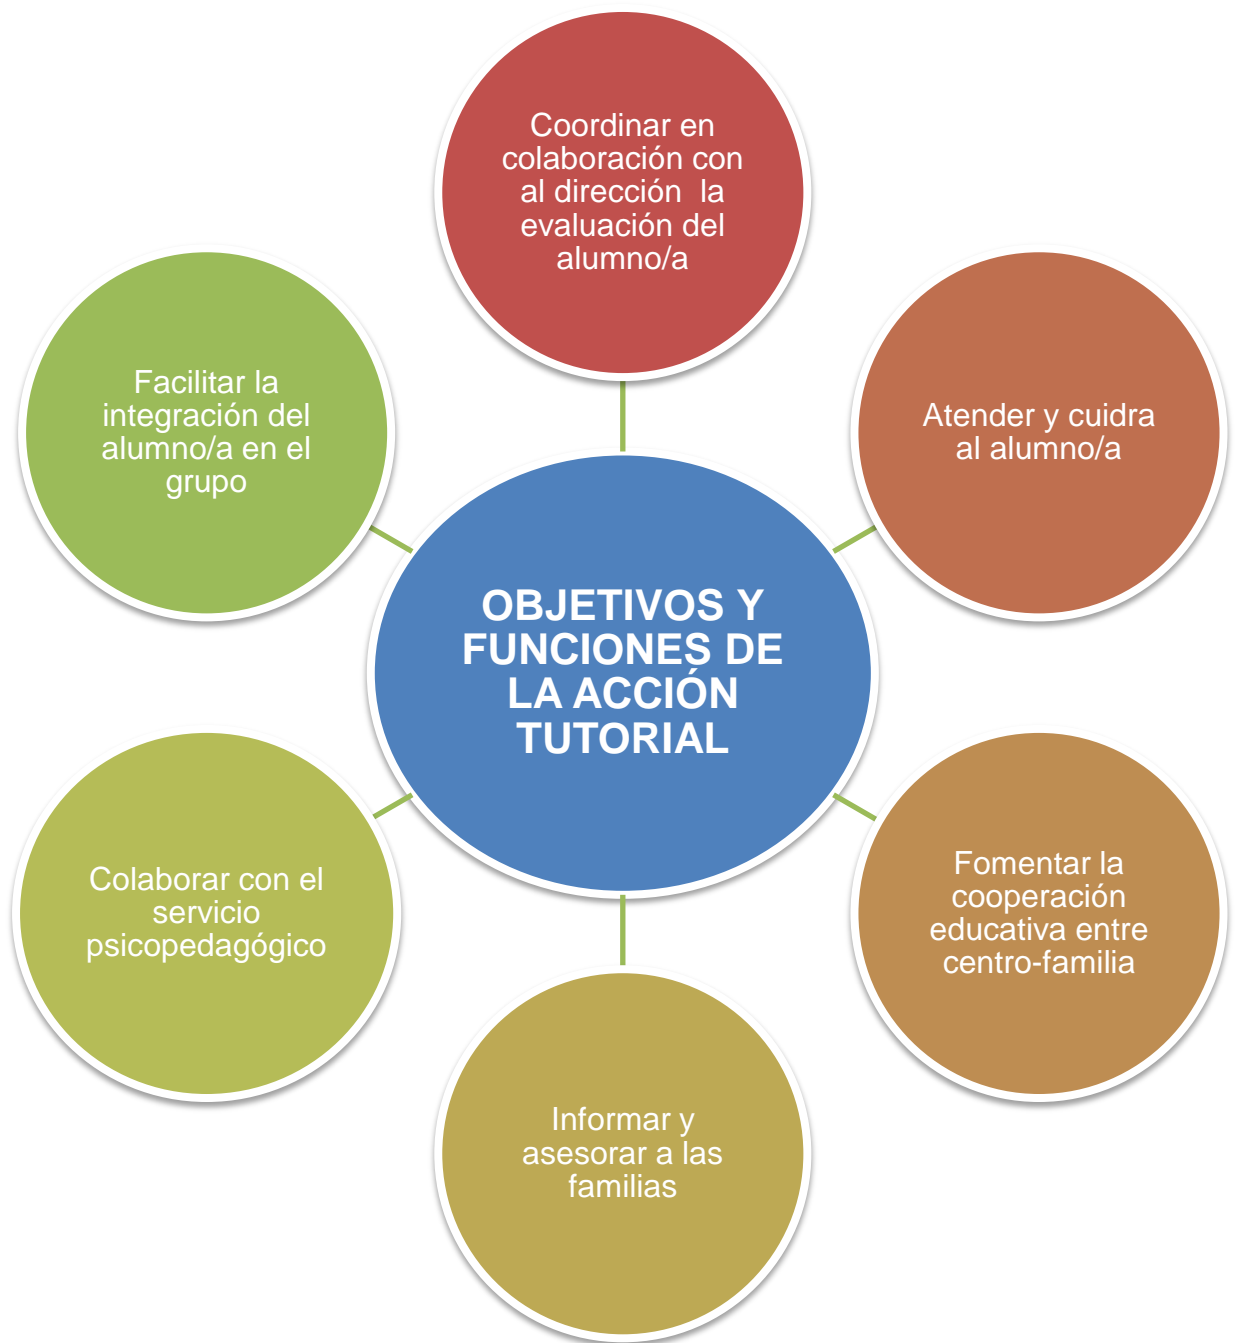 Coordinar en
colaboración con
al dirección  la
evaluación del
alumno/a
Atender y cuidra
al alumno/a
Fomentar la
cooperación
educativa entre
centro-familia
Informar y
asesorar a las
familias
Colaborar con el
servicio
psicopedagógico
Facilitar la
integración del
alumno/a en el
grupo
OBJETIVOS Y
FUNCIONES DE
LA ACCIÓN
TUTORIAL